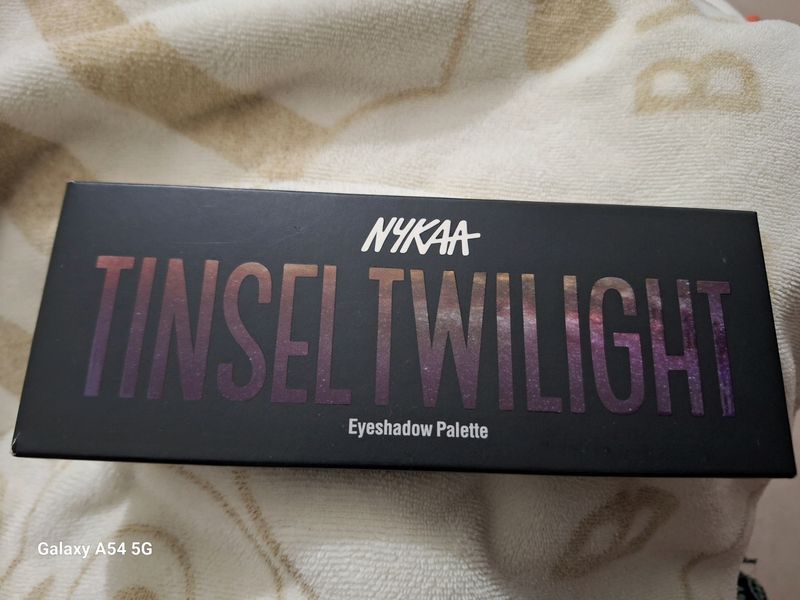 B
NYKAA
TINSEL TWILIGHT
Eyeshadow Palette
Galaxy A54 5G